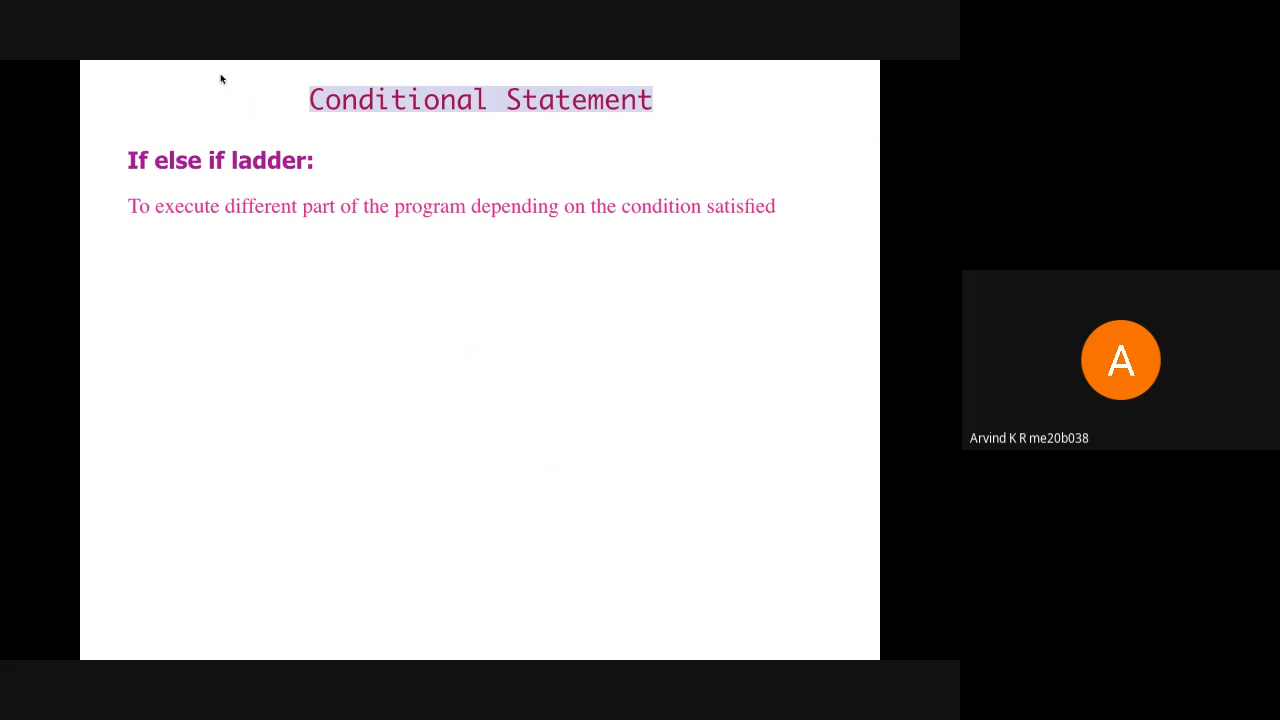 Conditional Statement
If else if ladder:
To execute different part of the program depending on the condition satisfied
A
Arvind K R me20b038